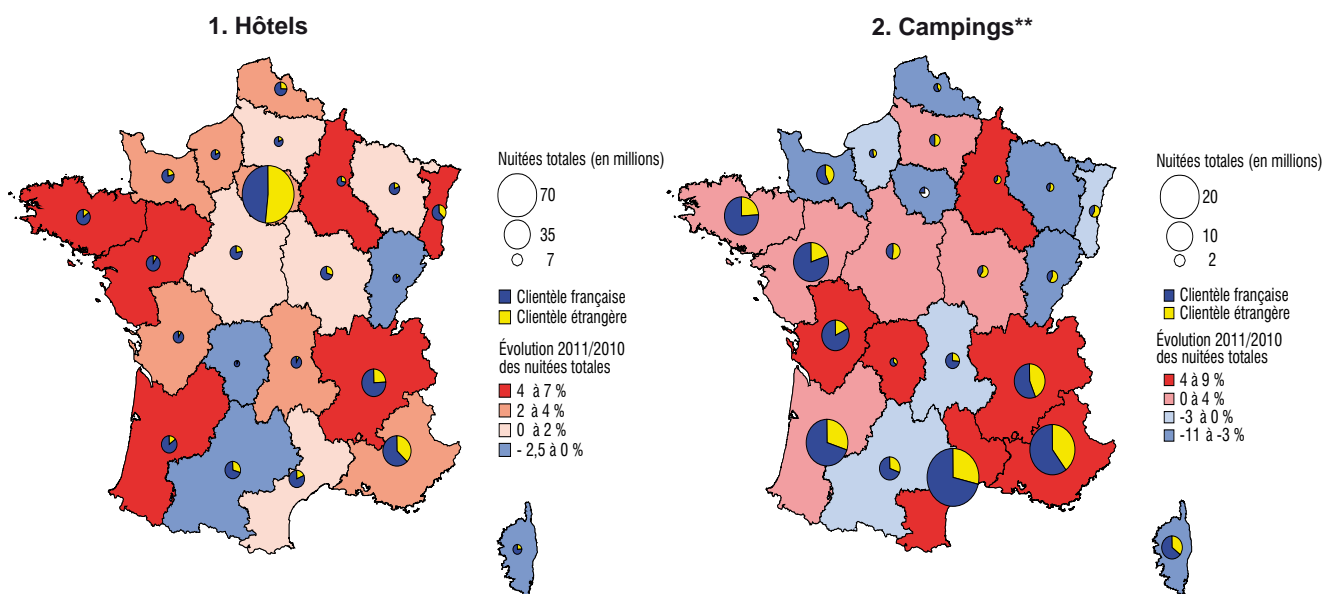 1. Hôtels
Nuitées totales (en millions)
70
35
7
Clientèle française
Clientèle étrangère
Évolution 2011/2010
des nuitées totales
4 à 7 %
2 à 4 %
0 à 2 %
- 2,5 à 0 %
2. Campings**
Nuitées totales (en millions)
20
10
2
Clientèle française
Clientèle étrangère
Évolution 2011/2010
des nuitées totales
4 à 9 %
0 à 4 %
-3 à 0 %
-11 à -3 %